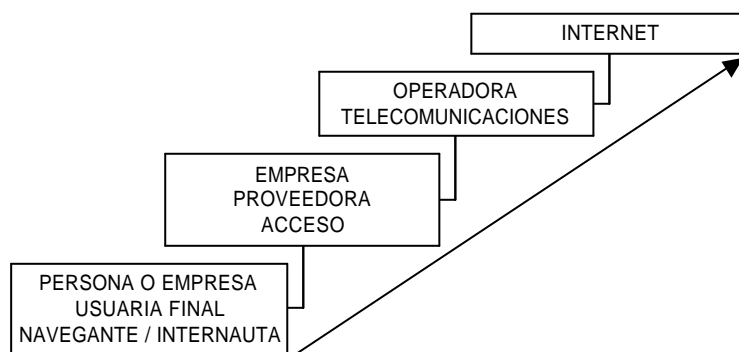 INTERNET
OPERADORA
TELECOMUNICACIONES
EMPRESA
PROVEEDORA
ACCESO
PERSONA O EMPRESA
USUARIA FINAL
NAVEGANTE / INTERNAUTA